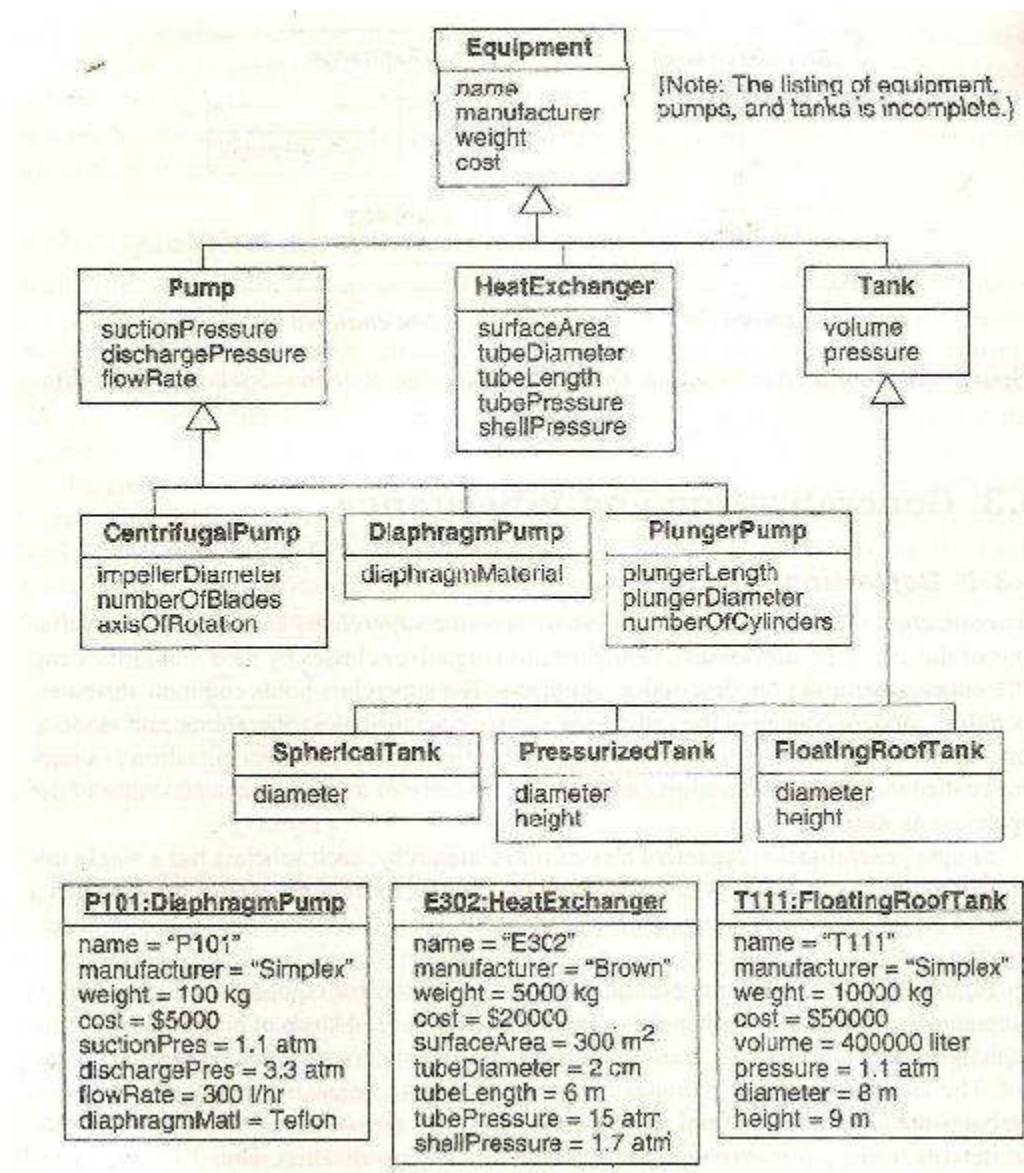 Equipment
name
manufacturer
weight
cost
{Note: The listing of equipment,
pumps, and tanks is incomplete.}
Pump
suctionPressure
dischargePressure
flowRate
HeatExchanger
surfaceArea
tubeDiameter
tubeLength
tubePressure
shellPressure
Tank
volume
pressure
CentrifugalPump
impellerDiameter
numberOfBlades
axisOfRotation
DiaphragmPump
diaphragmMaterial
PlungerPump
plungerLength
plungerDiameter
numberOfCylinders
SphericalTank
diameter
PressurizedTank
diameter
height
FloatingRoofTank
diameter
height
P101:DiaphragmPump
name = "P101"
manufacturer = "Simplex"
weight = 100 kg
cost = $5000
suctionPres = 1.1 atm
dischargePres = 3.3 atm
flowRate = 300 l/hr
diaphragmMatl = Teflon
E302:HeatExchanger
name = "E302"
manufacturer = "Brown"
weight = 5000 kg
cost = $20000
surfaceArea = 300 m²
tubeDiameter = 2 cm
tubeLength = 6 m
tubePressure = 15 atm
shellPressure = 1.7 atm
T111:FloatingRoofTank
name = "T111"
manufacturer = "Simplex"
weight = 10000 kg
cost = $50000
volume = 400000 liter
pressure = 1.1 atm
diameter = 8 m
height = 9 m